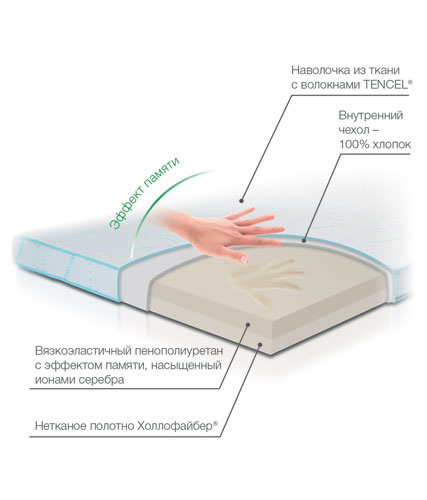 Наволочка из ткани
с волокнами TENCEL®
Внутренний
чехол –
100% хлопок
Эффект памяти
Вязкоэластичный пенополиуретан
с эффектом памяти, насыщенный
ионами серебра
Нетканое полотно Холлофайбер®